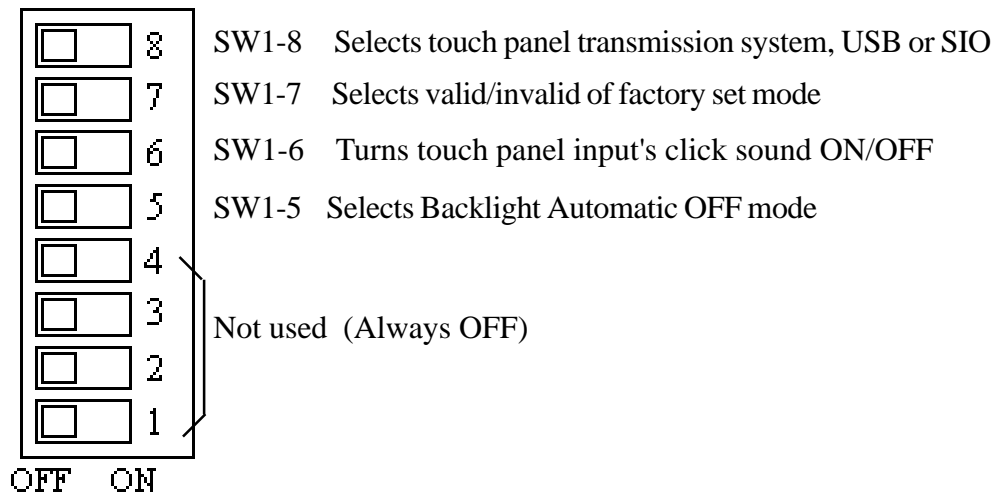 8 SW1-8 Selects touch panel transmission system, USB or SIO
7 SW1-7 Selects valid/invalid of factory set mode
6 SW1-6 Turns touch panel input's click sound ON/OFF
5 SW1-5 Selects Backlight Automatic OFF mode
4
3 Not used (Always OFF)
2
1
OFF ON